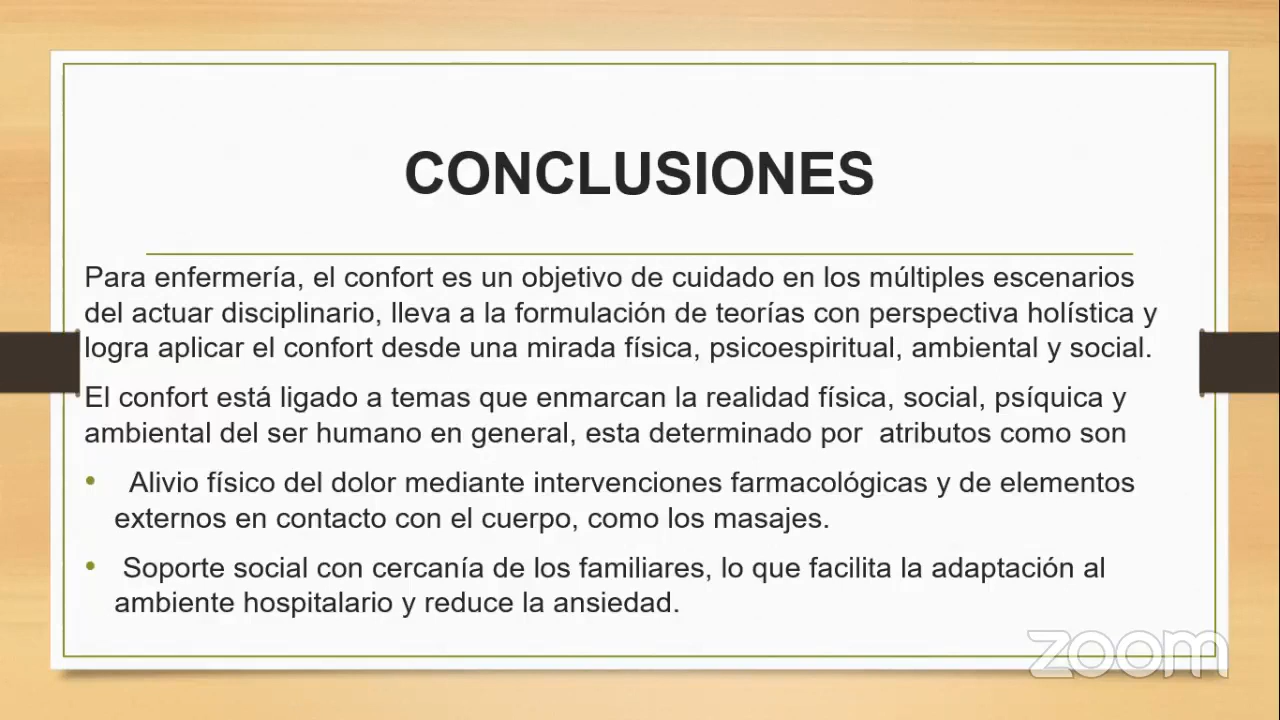 CONCLUSIONES
Para enfermería, el confort es un objetivo de cuidado en los múltiples escenarios
del actuar disciplinario, lleva a la formulación de teorías con perspectiva holística y
logra aplicar el confort desde una mirada física, psicoespiritual, ambiental y social.
El confort está ligado a temas que enmarcan la realidad física, social, psíquica y
ambiental del ser humano en general, esta determinado por  atributos como son
• Alivio físico del dolor mediante intervenciones farmacológicas y de elementos
externos en contacto con el cuerpo, como los masajes.
• Soporte social con cercanía de los familiares, lo que facilita la adaptación al
ambiente hospitalario y reduce la ansiedad.
zoom